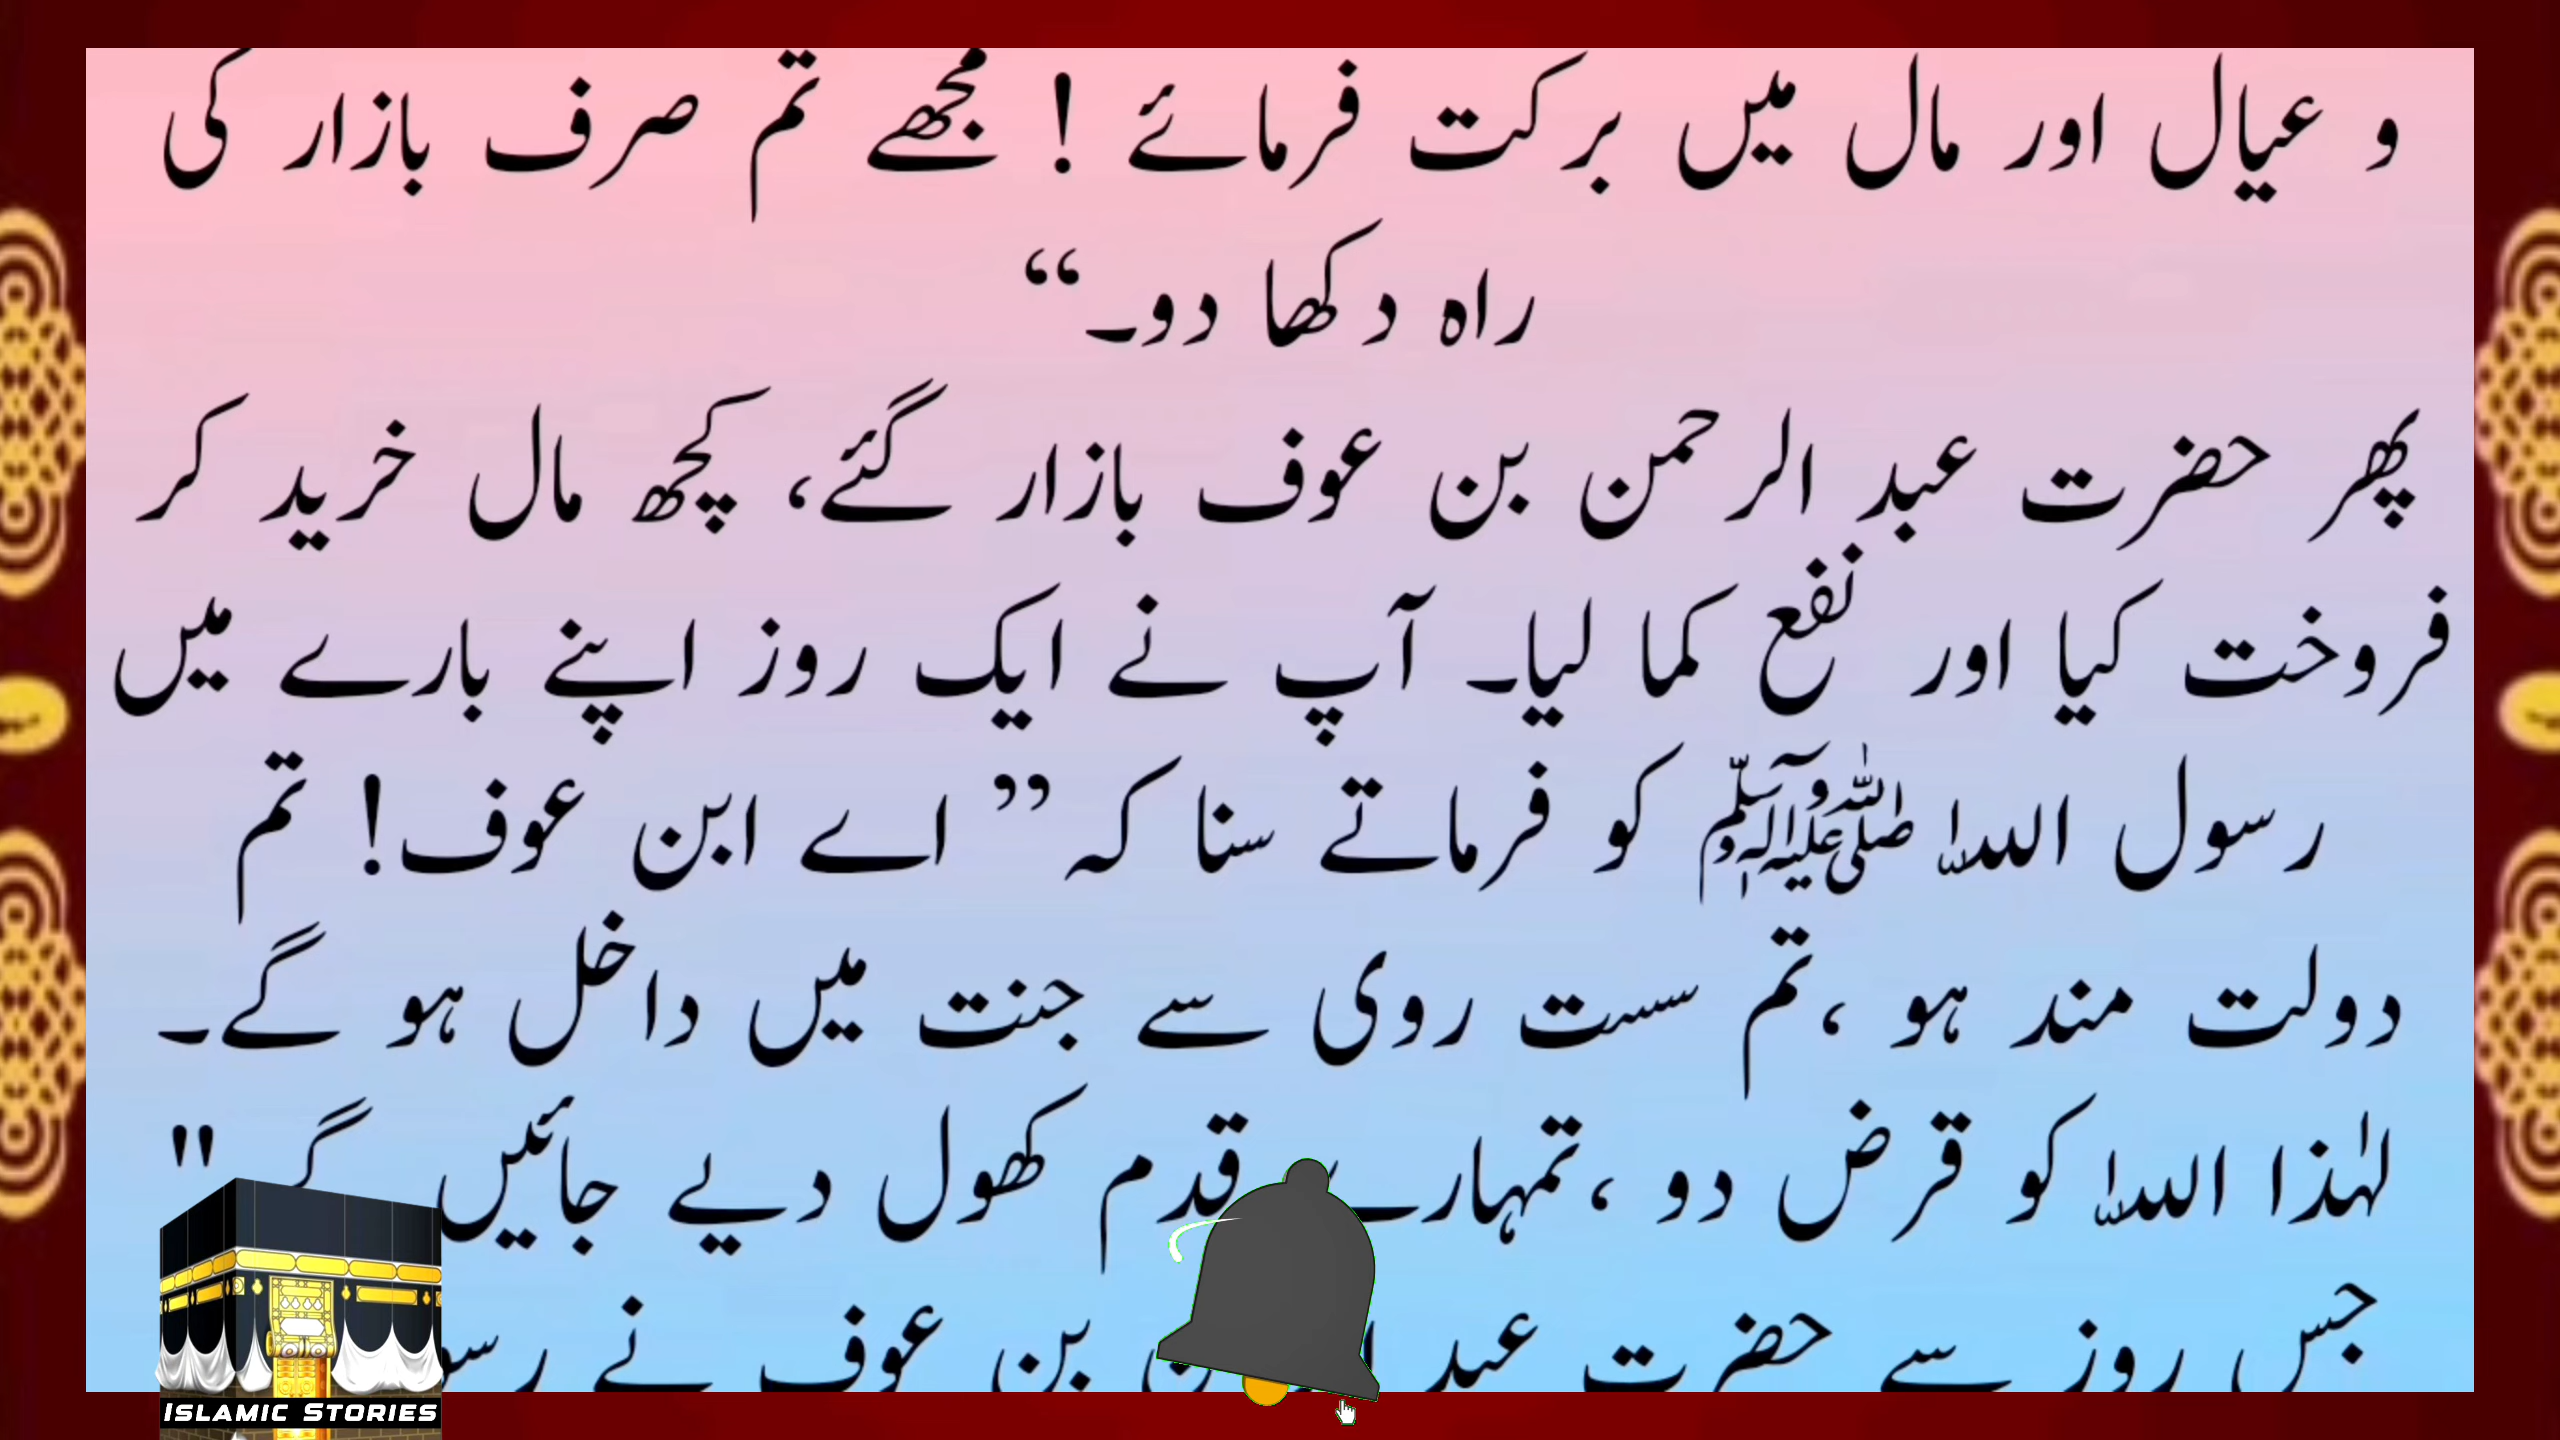 و عیال اور مال میں برکت فرمائے ! مجھے تم صرف بازار کی
راہ دکھا دو۔“
پھر حضرت عبد الرحمن بن عوف بازار گئے، کچھ مال خرید کر
فروخت کیا اور نفع کما لیا۔ آپ نے ایک روز اپنے بارے میں
رسول اللہ ﷺ کو فرماتے سنا کہ ” اے ابن عوف! تم
دولت مند ہو ،تم سست روی سے جنت میں داخل ہو گے۔
لہٰذا اللہ کو قرض دو ،تمہارے قدم کھول دیے جائیں "
جس روز سے حضرت عبد بن عوف نے
ISLAMIC STORIES